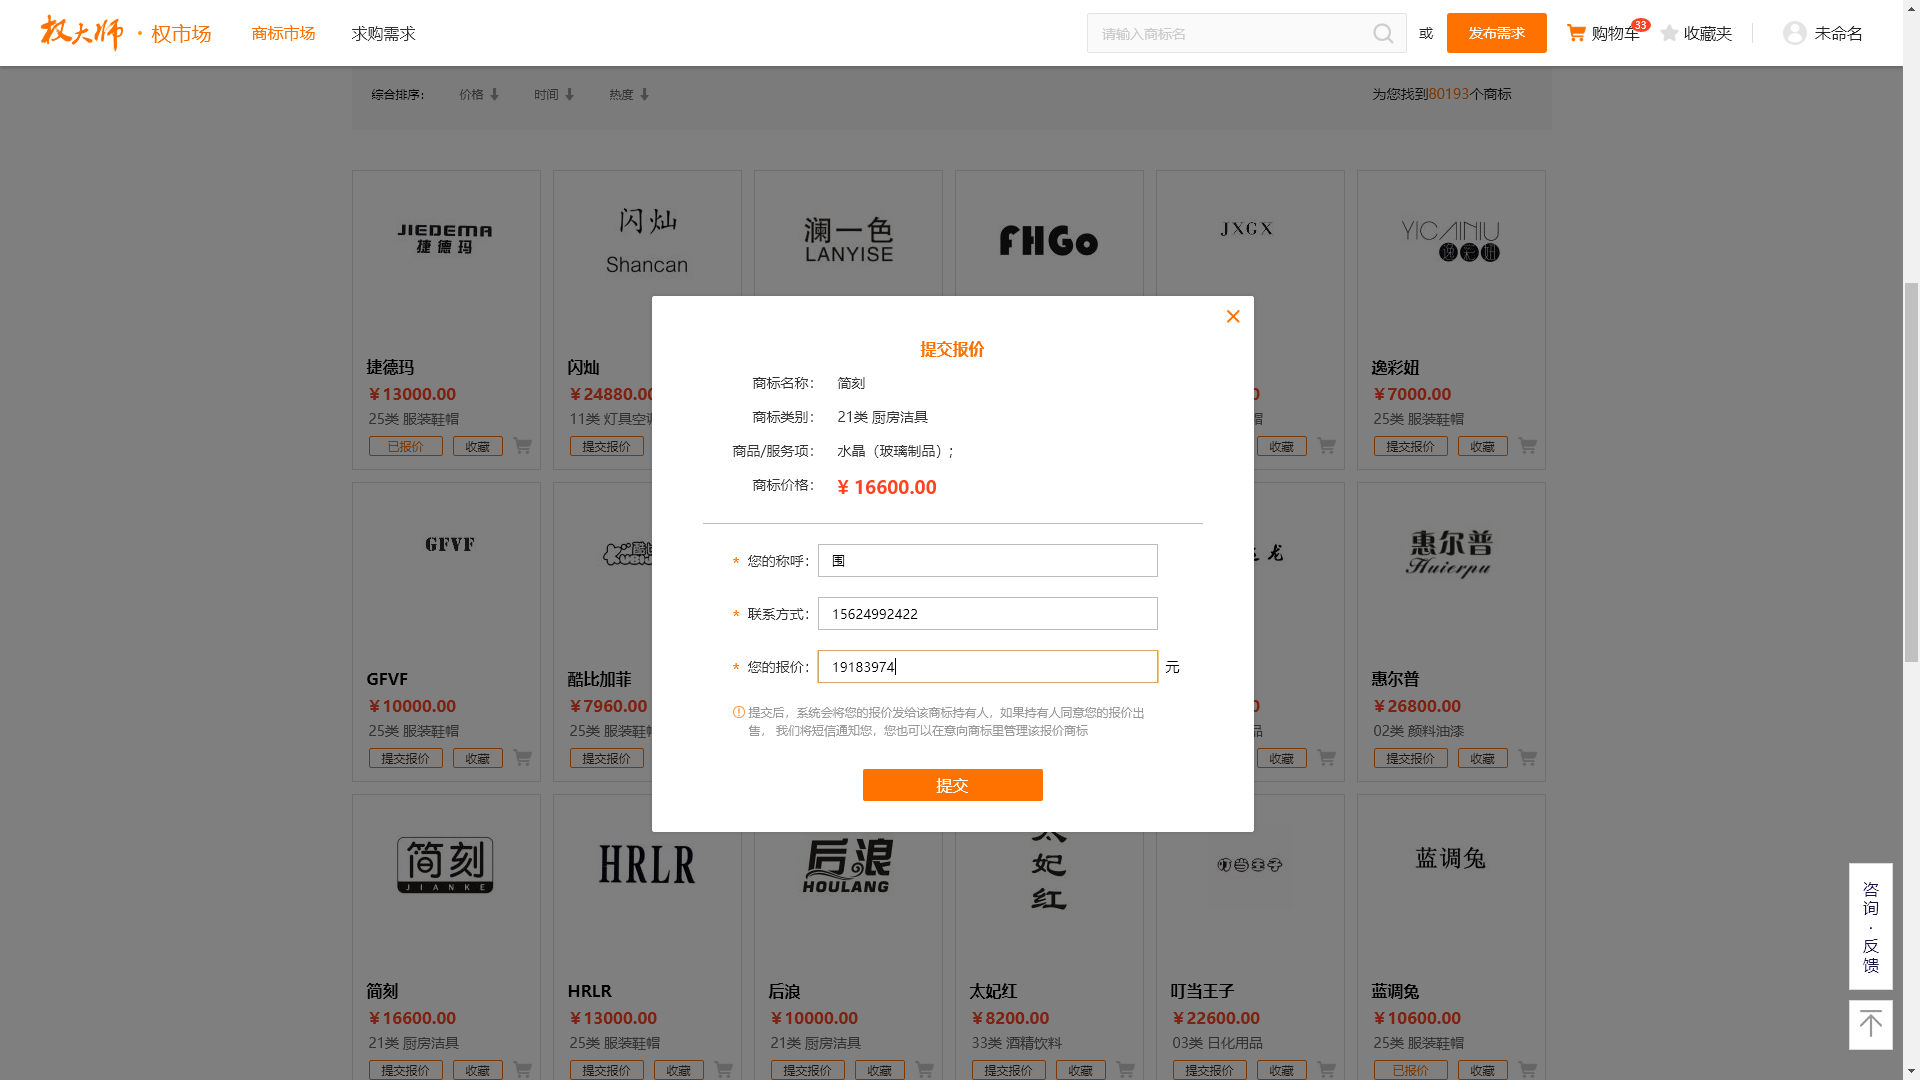 权大师 · 权市场 商标市场 求购需求 请输入商标名 或 发布需求 购物车 33 收藏夹 未命名
综合排序: 价格 时间 热度 为您找到80193个商标
JIEDEMA
捷德玛
闪灿
Shancan
澜一色
LANYISE
FHGo
JXGX
YICAINIU
逸彩妞
捷德玛 闪灿 逸彩妞
￥13000.00 ￥24880.00 ￥7000.00
25类 服装鞋帽 11类 灯具空调 25类 服装鞋帽
已报价 收藏 提交报价 收藏 提交报价 收藏
提交报价
商标名称: 简刻
商标类别: 21类 厨房洁具
商品/服务项: 水晶（玻璃制品）;
商标价格: ¥ 16600.00
* 您的称呼: 围
* 联系方式: 15624992422
* 您的报价: 19183974 元
提交后，系统会将您的报价发给该商标持有人，如果持有人同意您的报价出
售， 我们将短信通知您，您也可以在意向商标里管理该报价商标
提交
GFVF
龙
惠尔普
Huierpu
GFVF 酷比加菲 惠尔普
￥10000.00 ￥7960.00 ￥26800.00
25类 服装鞋帽 25类 服装鞋帽 02类 颜料油漆
提交报价 收藏 提交报价 收藏 提交报价 收藏
简刻
JIANKE
HRLR
后浪
HOULANG
太妃红
叮当王子
蓝调兔
简刻 HRLR 后浪 太妃红 叮当王子 蓝调兔
￥16600.00 ￥13000.00 ￥10000.00 ￥8200.00 ￥22600.00 ￥10600.00
21类 厨房洁具 25类 服装鞋帽 21类 厨房洁具 33类 酒精饮料 03类 日化用品 25类 服装鞋帽
提交报价 收藏 提交报价 收藏 提交报价 收藏 提交报价 收藏 提交报价 收藏 已报价 收藏
咨询·反馈